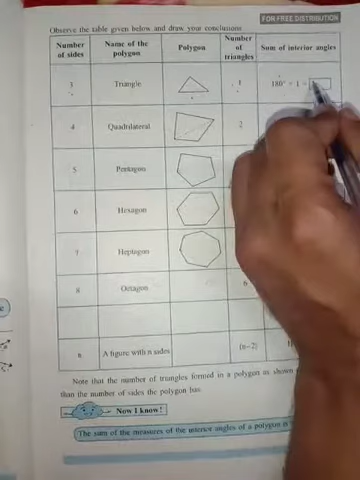 FOR FREE DISTRIBUTION
Observe the table given below and draw your conclusions
Number of sides Name of the polygon Polygon Number of triangles Sum of interior angles
3 Triangle 1 180° × 1 =
4 Quadrilateral 2
5 Pentagon
6 Hexagon
7 Heptagon
8 Octagon 6
n A figure with n sides (n−2)
Note that the number of triangles formed in a polygon as shown
than the number of sides the polygon has.
Now I know!
The sum of the measures of the interior angles of a polygon is